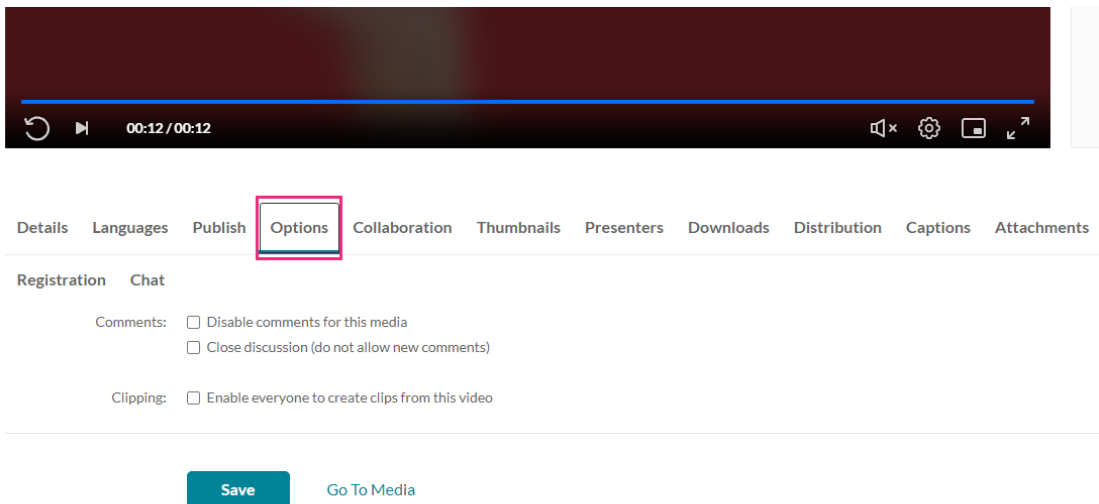 00:12 / 00:12
Details Languages Publish Options Collaboration Thumbnails Presenters Downloads Distribution Captions Attachments
Registration Chat
Comments: Disable comments for this media
Close discussion (do not allow new comments)
Clipping: Enable everyone to create clips from this video
Save Go To Media